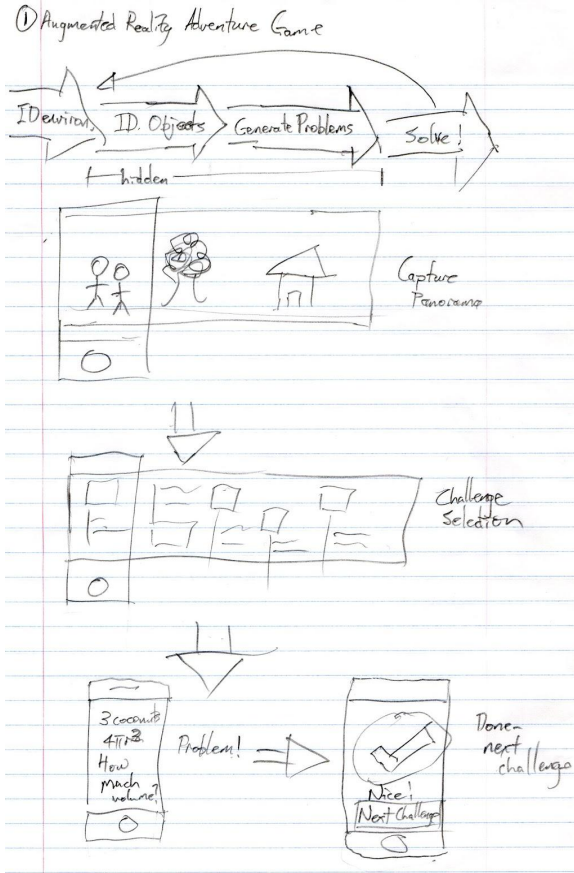 ① Augmented Reality Adventure Game
ID environ.
ID. Objects
Generate Problems
Solve!
hidden
Capture
Panorama
Challenge
Selection
3 coconuts
4πr³
How
much
volume?
Problem!
Nice!
Next Challenge
Done-
next
challenge